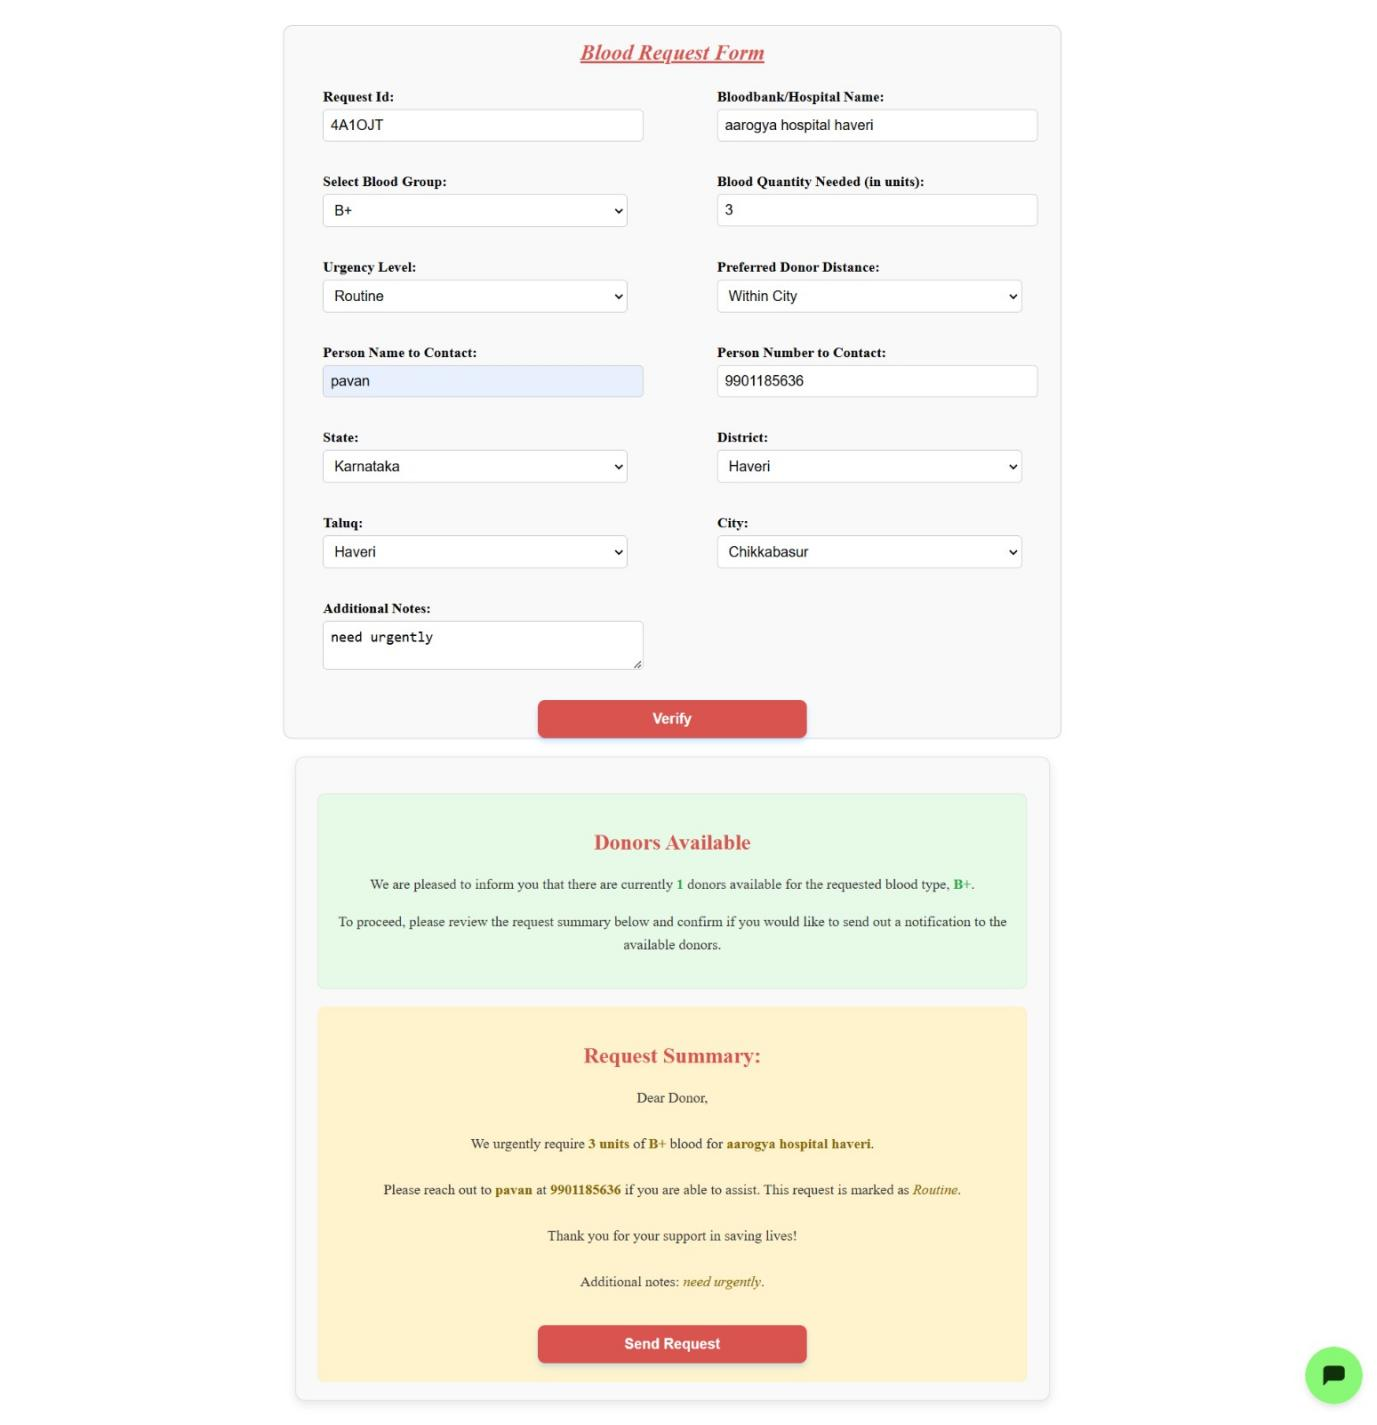 Blood Request Form
Request Id:
4A1OJT
Bloodbank/Hospital Name:
aarogya hospital haveri
Select Blood Group:
B+
Blood Quantity Needed (in units):
3
Urgency Level:
Routine
Preferred Donor Distance:
Within City
Person Name to Contact:
pavan
Person Number to Contact:
9901185636
State:
Karnataka
District:
Haveri
Taluq:
Haveri
City:
Chikkabasur
Additional Notes:
need urgently
Verify
Donors Available
We are pleased to inform you that there are currently 1 donors available for the requested blood type, B+.
To proceed, please review the request summary below and confirm if you would like to send out a notification to the
available donors.
Request Summary:
Dear Donor,
We urgently require 3 units of B+ blood for aarogya hospital haveri.
Please reach out to pavan at 9901185636 if you are able to assist. This request is marked as Routine.
Thank you for your support in saving lives!
Additional notes: need urgently.
Send Request